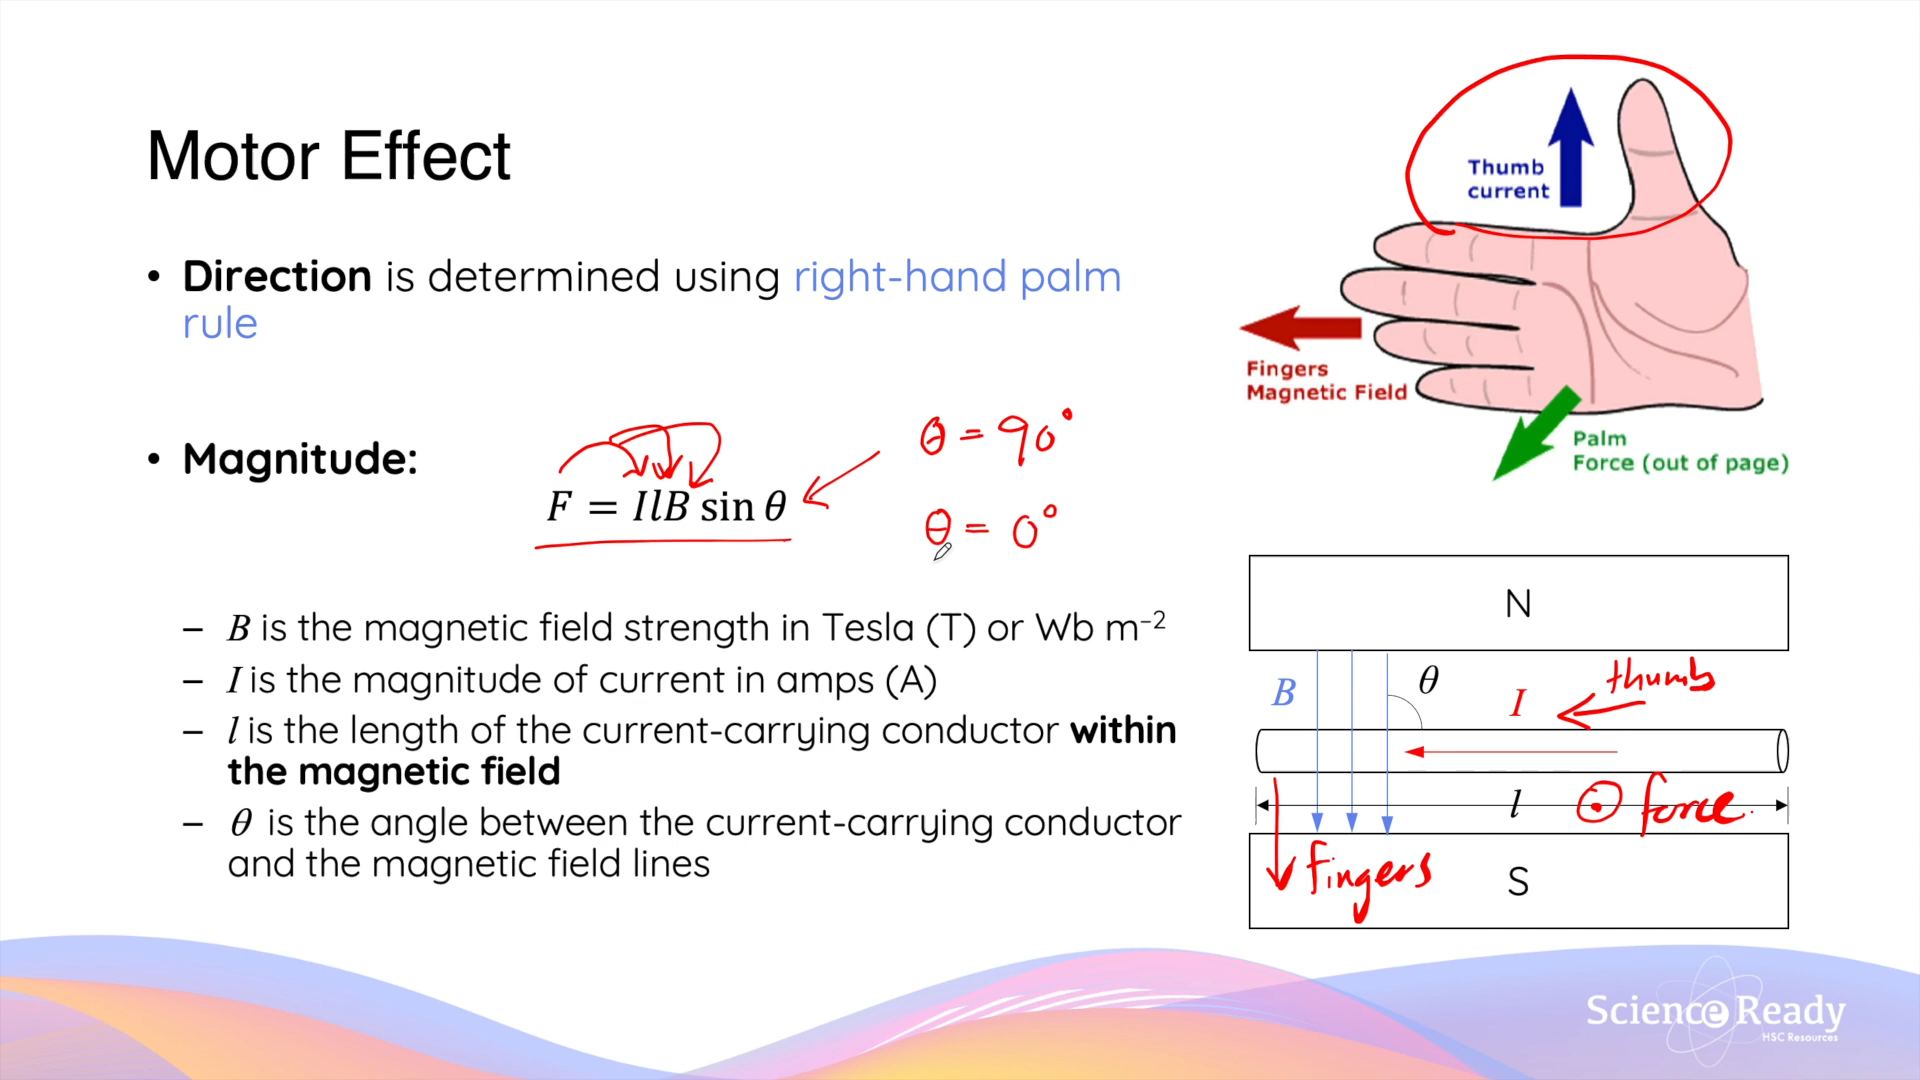 Motor Effect
• Direction is determined using right-hand palm
rule
• Magnitude:
F = IlB sin θ
θ = 90°
θ = 0°
– B is the magnetic field strength in Tesla (T) or Wb m⁻²
– I is the magnitude of current in amps (A)
– l is the length of the current-carrying conductor within
the magnetic field
– θ is the angle between the current-carrying conductor
and the magnetic field lines
Thumb
current
Fingers
Magnetic Field
Palm
Force (out of page)
N
B
θ
I
thumb
l
force
fingers
S
Science Ready
HSC Resources